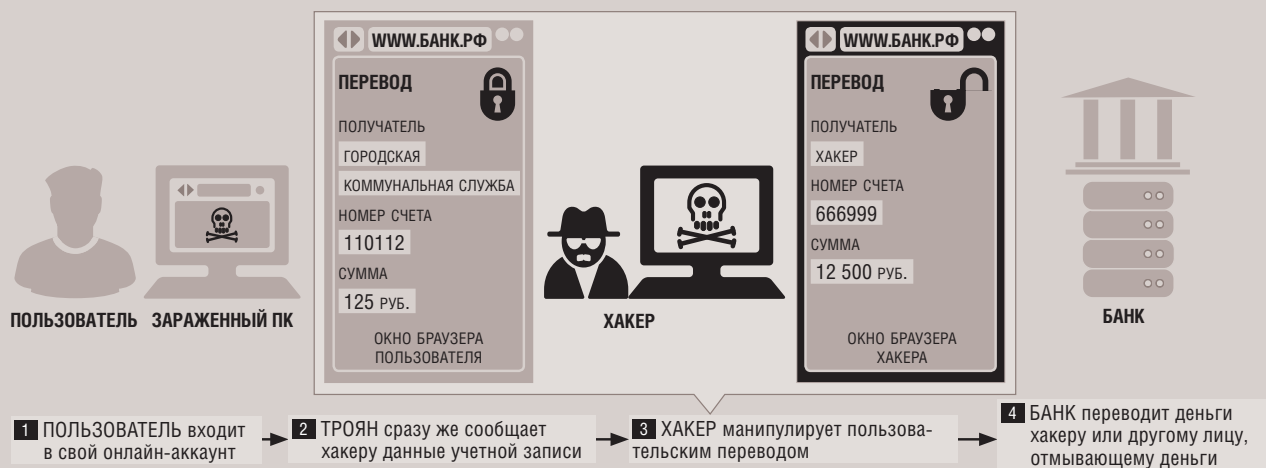 WWW.БАНК.РФ
ПЕРЕВОД
ПОЛУЧАТЕЛЬ
ГОРОДСКАЯ
КОММУНАЛЬНАЯ СЛУЖБА
НОМЕР СЧЕТА
110112
СУММА
125 РУБ.
ОКНО БРАУЗЕРА
ПОЛЬЗОВАТЕЛЯ
WWW.БАНК.РФ
ПЕРЕВОД
ПОЛУЧАТЕЛЬ
ХАКЕР
НОМЕР СЧЕТА
666999
СУММА
12 500 РУБ.
ОКНО БРАУЗЕРА
ХАКЕРА
ПОЛЬЗОВАТЕЛЬ
ЗАРАЖЕННЫЙ ПК
ХАКЕР
БАНК
1 ПОЛЬЗОВАТЕЛЬ входит
в свой онлайн-аккаунт
2 ТРОЯН сразу же сообщает
хакеру данные учетной записи
3 ХАКЕР манипулирует пользова-
тельским переводом
4 БАНК переводит деньги
хакеру или другому лицу,
отмывающему деньги